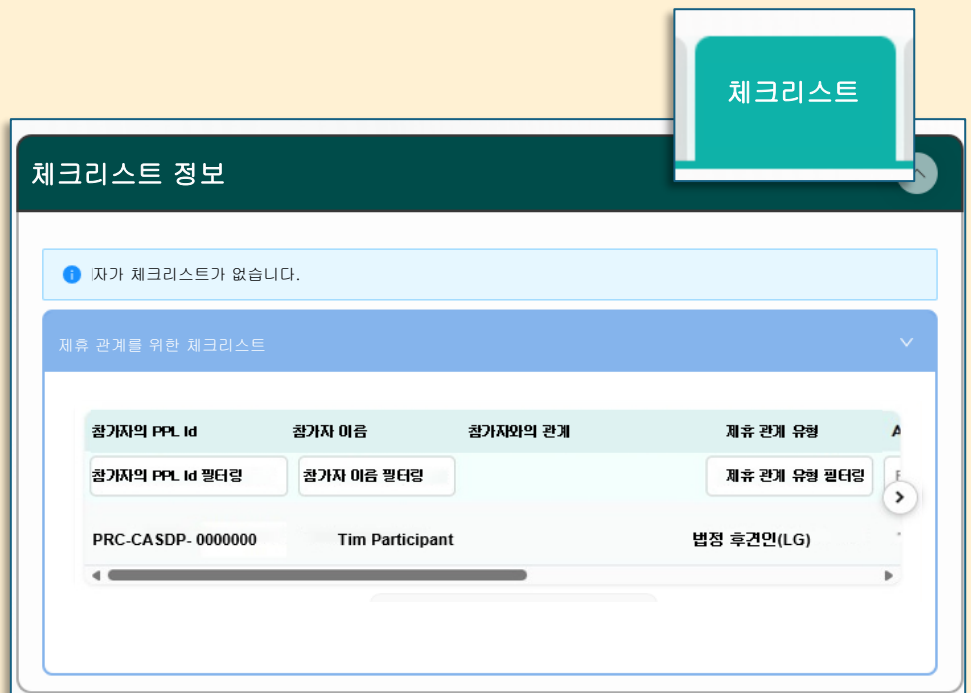 체크리스트
체크리스트 정보
자가 체크리스트가 없습니다.
제휴 관계를 위한 체크리스트
참가자의 PPL Id 참가자 이름 참가자와의 관계 제휴 관계 유형 A
참가자의 PPL Id 필터링 참가자 이름 필터링 제휴 관계 유형 필터링
PRC-CASDP- 0000000 Tim Participant 법정 후견인(LG)